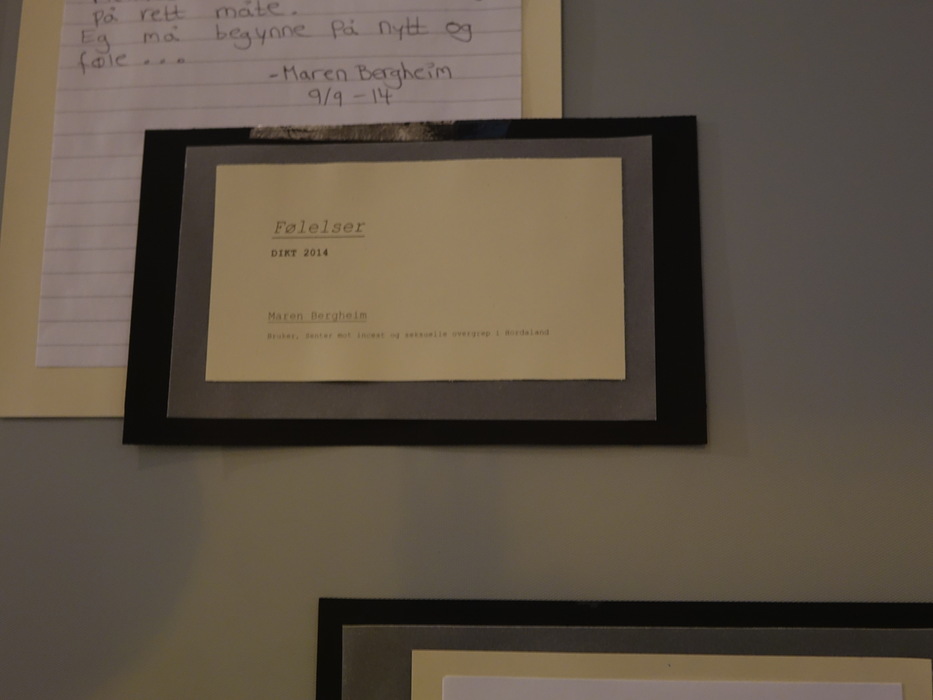 på rett måte.
Eg må begynne på nytt og
føle ...
-Maren Bergheim
9/9 -14
Følelser
DIKT 2014
Maren Bergheim
Bruker, Senter mot incest og seksuelle overgrep i Hordaland